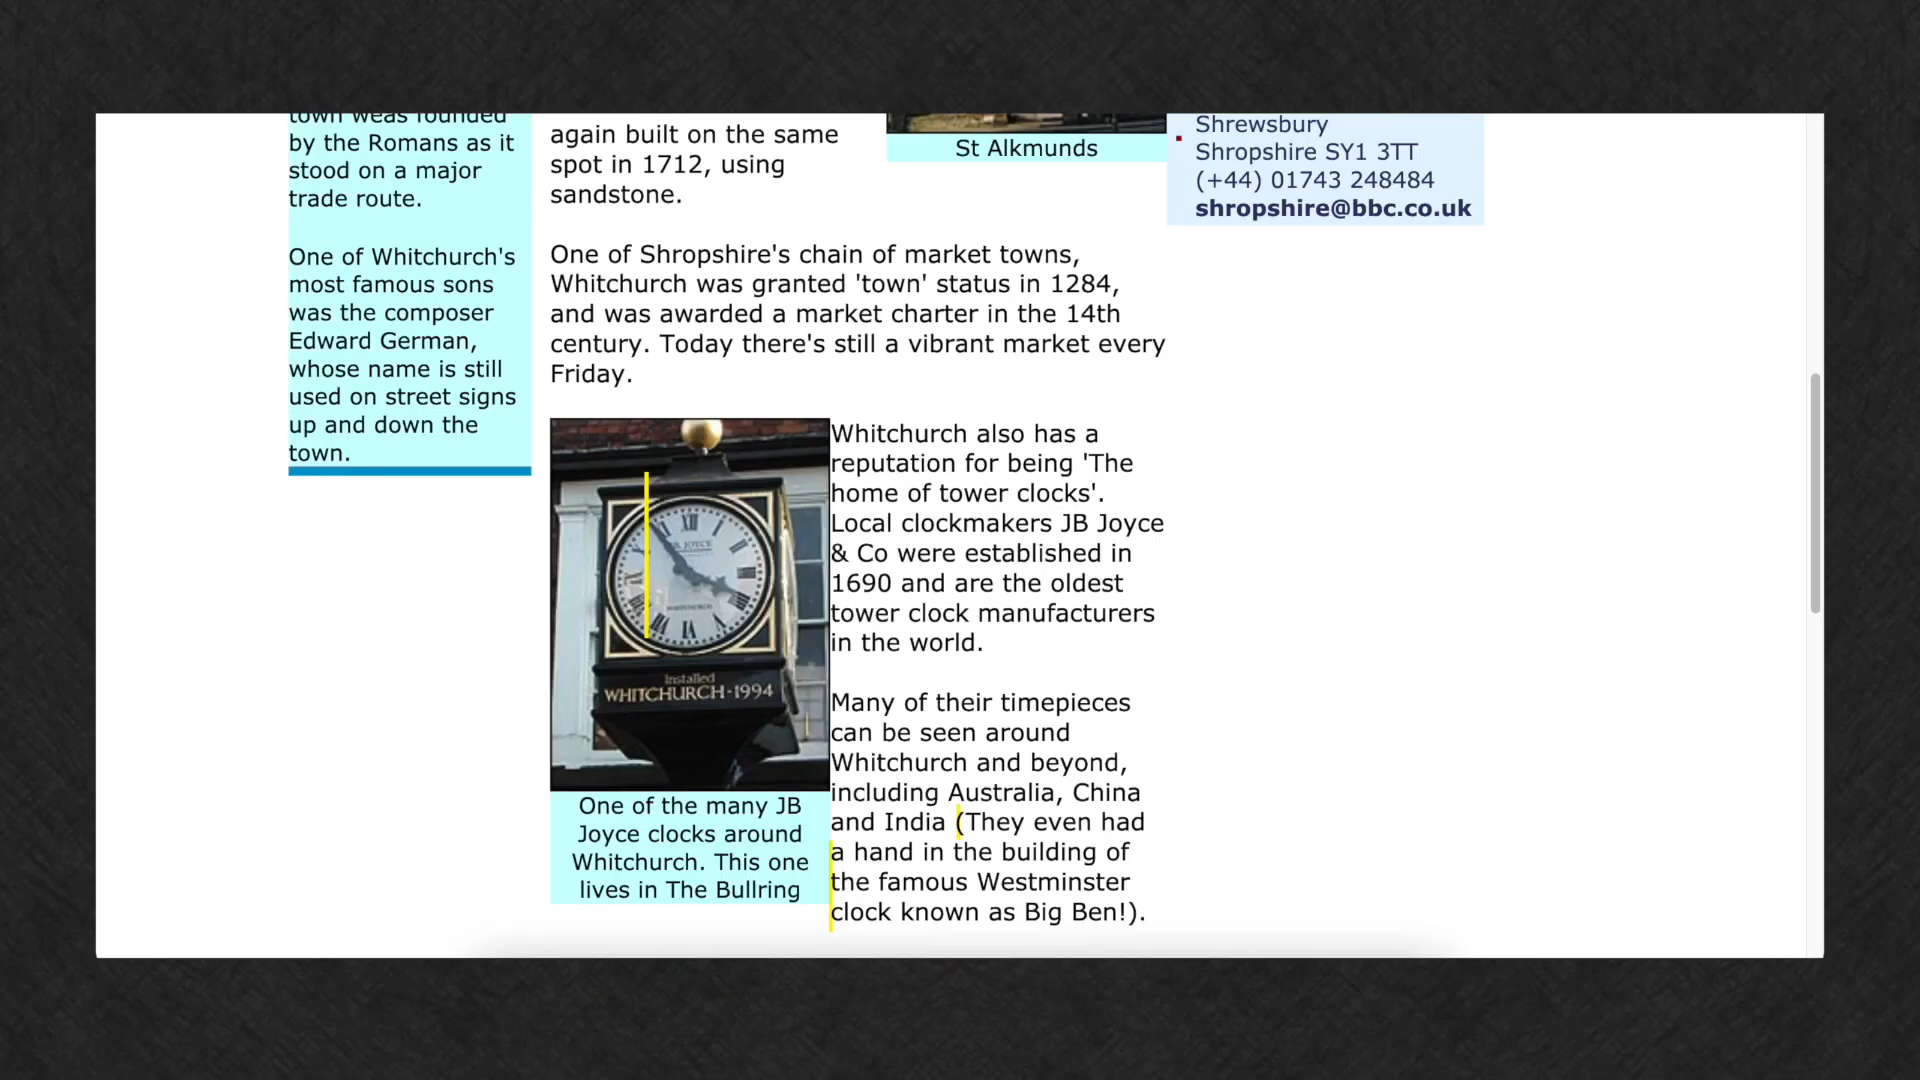 town weas founded
by the Romans as it
stood on a major
trade route.
One of Whitchurch's
most famous sons
was the composer
Edward German,
whose name is still
used on street signs
up and down the
town.
again built on the same
spot in 1712, using
sandstone.
St Alkmunds
Shrewsbury
Shropshire SY1 3TT
(+44) 01743 248484
shropshire@bbc.co.uk
One of Shropshire's chain of market towns,
Whitchurch was granted 'town' status in 1284,
and was awarded a market charter in the 14th
century. Today there's still a vibrant market every
Friday.
JOYCE
Installed
WHITCHURCH-1994
One of the many JB
Joyce clocks around
Whitchurch. This one
lives in The Bullring
Whitchurch also has a
reputation for being 'The
home of tower clocks'.
Local clockmakers JB Joyce
& Co were established in
1690 and are the oldest
tower clock manufacturers
in the world.
Many of their timepieces
can be seen around
Whitchurch and beyond,
including Australia, China
and India (They even had
a hand in the building of
the famous Westminster
clock known as Big Ben!).